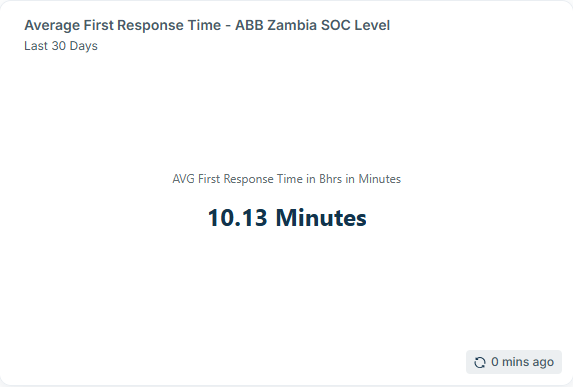 Average First Response Time - ABB Zambia SOC Level
Last 30 Days
AVG First Response Time in Bhrs in Minutes
10.13 Minutes
0 mins ago